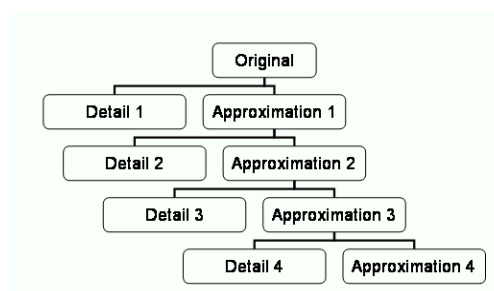 Original
Detail 1 Approximation 1
Detail 2 Approximation 2
Detail 3 Approximation 3
Detail 4 Approximation 4